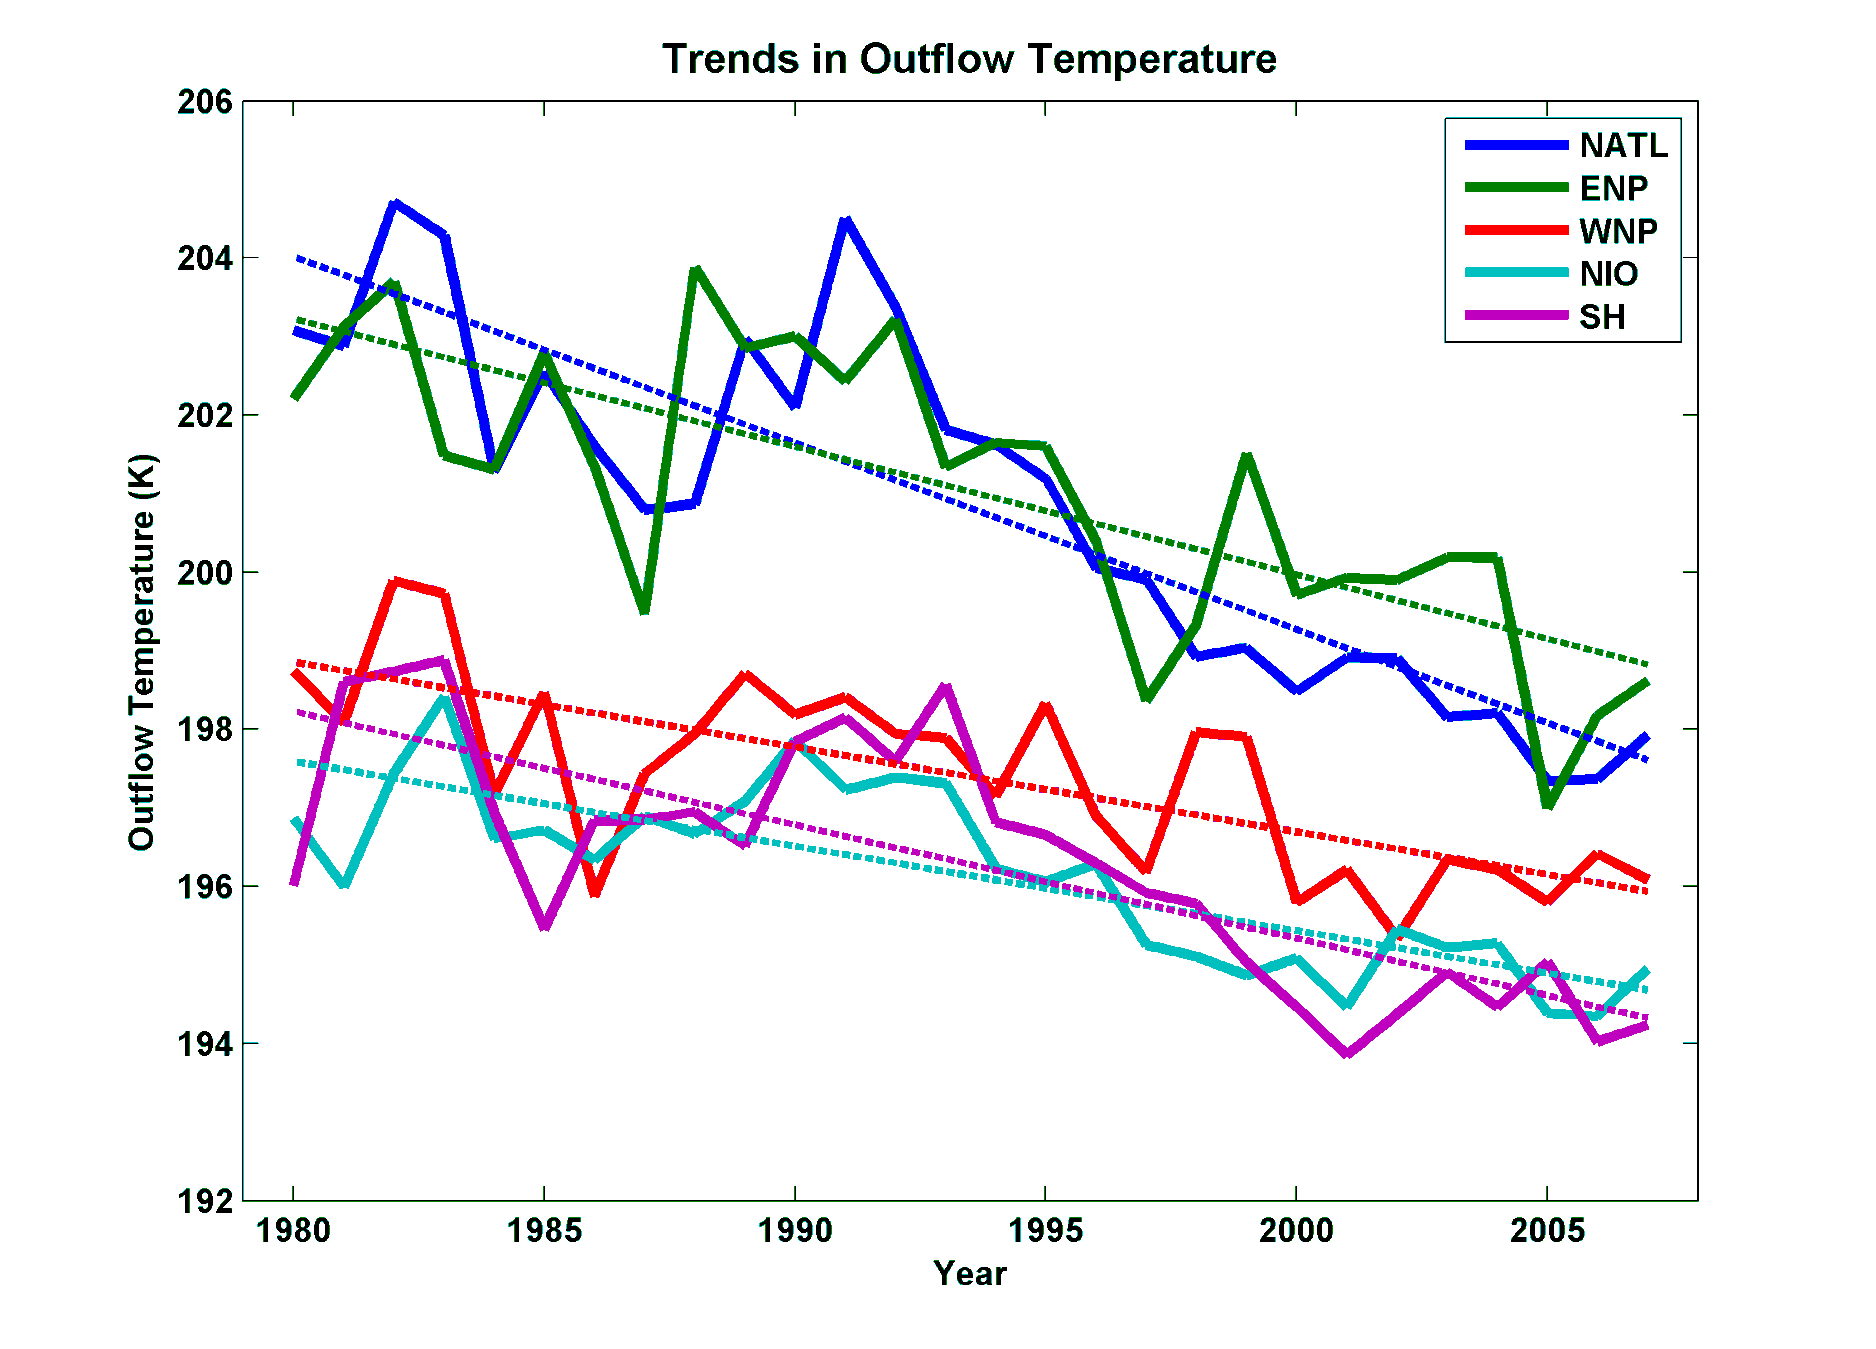 Trends in Outflow Temperature
206
204
202
200
198
196
194
192
Outflow Temperature (K)
NATL
ENP
WNP
NIO
SH
1980 1985 1990 1995 2000 2005
Year